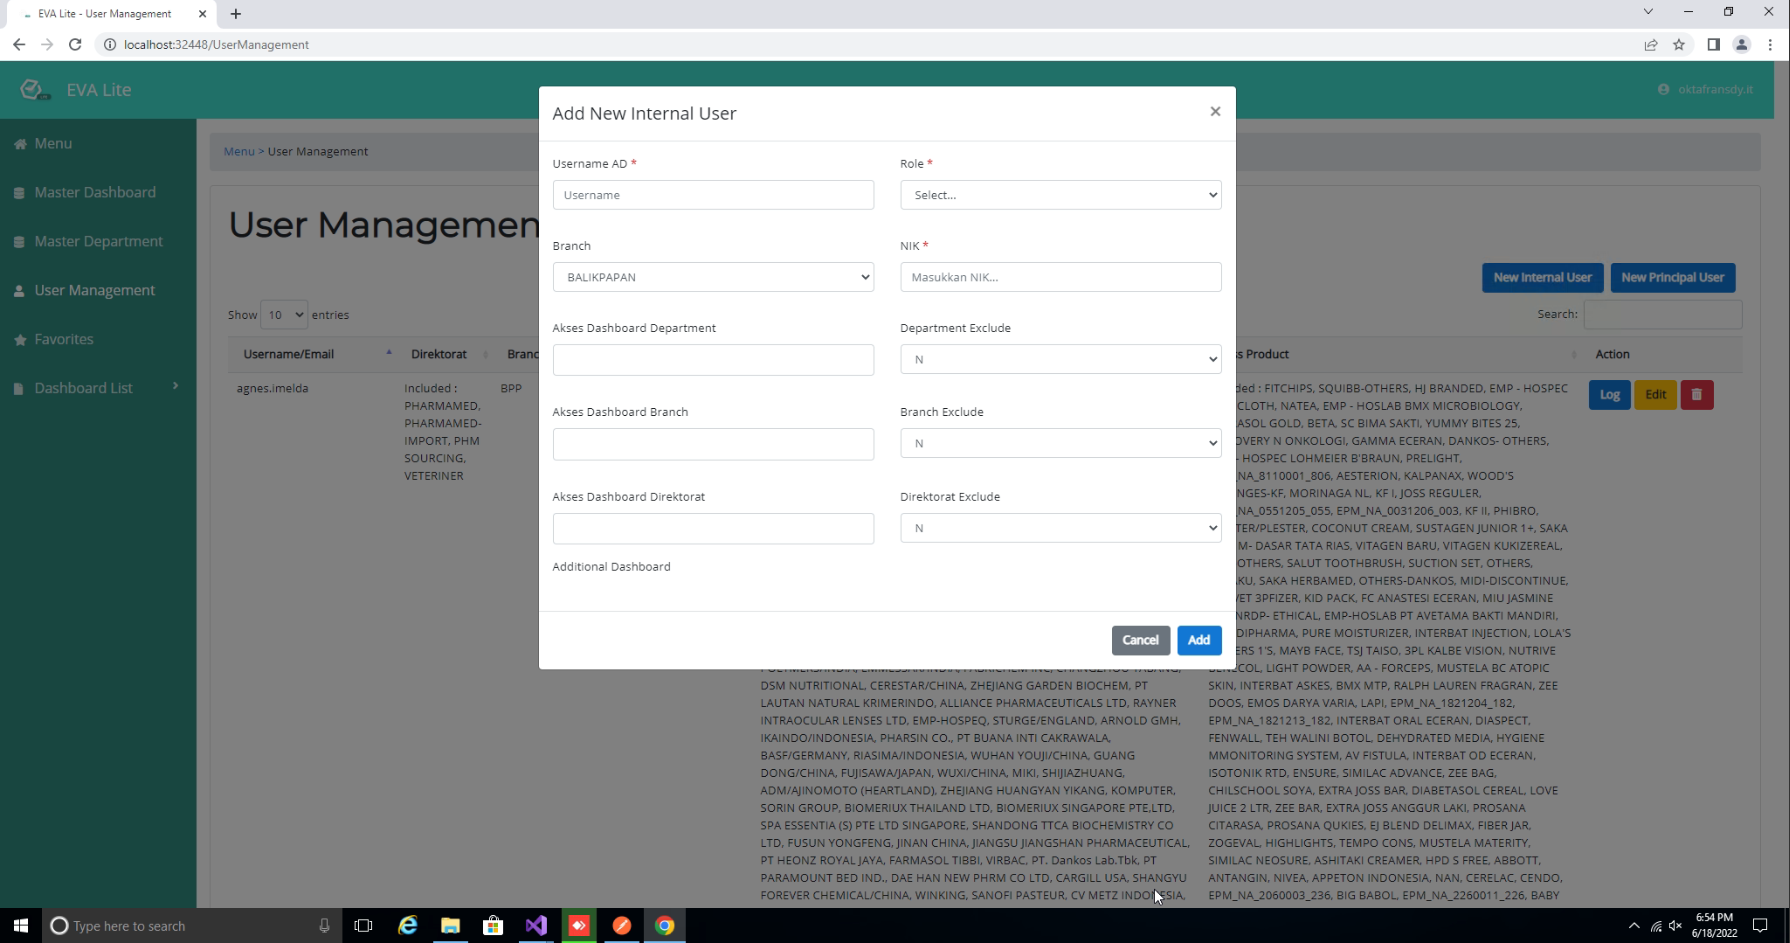 EVA Lite - User Management
localhost:32448/UserManagement
EVA Lite
oktafransdy.it
Menu
Master Dashboard
Master Department
User Management
Favorites
Dashboard List
Menu > User Management
User Managemen
New Internal User
New Principal User
Show 10 entries
Search:
Username/Email
Direktorat
Branc
s Product
Action
agnes.imelda
Included :
PHARMAMED,
PHARMAMED-
IMPORT, PHM
SOURCING,
VETERINER
BPP
Log
Edit
Add New Internal User
×
Username AD *
Username
Role *
Select...
Branch
BALIKPAPAN
NIK *
Masukkan NIK...
Akses Dashboard Department
Department Exclude
N
Akses Dashboard Branch
Branch Exclude
N
Akses Dashboard Direktorat
Direktorat Exclude
N
Additional Dashboard
Cancel
Add
DSM NUTRITIONAL, CERESTAR/CHINA, ZHEJIANG GARDEN BIOCHEM, PT
LAUTAN NATURAL KRIMERINDO, ALLIANCE PHARMACEUTICALS LTD, RAYNER
INTRAOCULAR LENSES LTD, EMP-HOSPEQ, STURGE/ENGLAND, ARNOLD GMH,
IKAINDO/INDONESIA, PHARSIN CO., PT BUANA INTI CAKRAWALA,
BASF/GERMANY, RIASIMA/INDONESIA, WUHAN YOUJI/CHINA, GUANG
DONG/CHINA, FUJISAWA/JAPAN, WUXI/CHINA, MIKI, SHIJIAZHUANG,
ADM/AJINOMOTO (HEARTLAND), ZHEJIANG HUANGYAN YIKANG, KOMPUTER,
SORIN GROUP, BIOMERIUX THAILAND LTD, BIOMERIUX SINGAPORE PTE,LTD,
SPA ESSENTIA (S) PTE LTD SINGAPORE, SHANDONG TTCA BIOCHEMISTRY CO
LTD, FUSUN YONGFENG, JINAN CHINA, JIANGSU JIANGSHAN PHARMACEUTICAL,
PT HEONZ ROYAL JAYA, FARMASOL TIBBI, VIRBAC, PT. Dankos Lab.Tbk, PT
PARAMOUNT BED IND., DAE HAN NEW PHRM CO LTD, CARGILL USA, SHANGYU
FOREVER CHEMICAL/CHINA, WINKING, SANOFI PASTEUR, CV METZ INDONESIA,
ded : FITCHIPS, SQUIBB-OTHERS, HJ BRANDED, EMP - HOSPEC
CLOTH, NATEA, EMP - HOSLAB BMX MICROBIOLOGY,
ASOL GOLD, BETA, SC BIMA SAKTI, YUMMY BITES 25,
OVERY N ONKOLOGI, GAMMA ECERAN, DANKOS- OTHERS,
- HOSPEC LOHMEIER B'BRAUN, PRELIGHT,
NA_8110001_806, AESTERION, KALPANAX, WOOD'S
NGES-KF, MORINAGA NL, KF I, JOSS REGULER,
NA_0551205_055, EPM_NA_0031206_003, KF II, PHIBRO,
TER/PLESTER, COCONUT CREAM, SUSTAGEN JUNIOR 1+, SAKA
M- DASAR TATA RIAS, VITAGEN BARU, VITAGEN KUKIZEREAL,
OTHERS, SALUT TOOTHBRUSH, SUCTION SET, OTHERS,
KU, SAKA HERBAMED, OTHERS-DANKOS, MIDI-DISCONTINUE,
ET 3PFIZER, KID PACK, FC ANASTESI ECERAN, MIU JASMINE
NRDP- ETHICAL, EMP-HOSLAB PT AVETAMA BAKTI MANDIRI,
DIPHARMA, PURE MOISTURIZER, INTERBAT INJECTION, LOLA'S
ERS 1'S, MAYB FACE, TSJ TAISO, 3PL KALBE VISION, NUTRIVE
BENECOL, LIGHT POWDER, AA - FORCEPS, MUSTELA BC ATOPIC
SKIN, INTERBAT ASKES, BMX MTP, RALPH LAUREN FRAGRAN, ZEE
DOOS, EMOS DARYA VARIA, LAPI, EPM_NA_1821204_182,
EPM_NA_1821213_182, INTERBAT ORAL ECERAN, DIASPECT,
FENWALL, TEH WALINI BOTOL, DEHYDRATED MEDIA, HYGIENE
MMONITORING SYSTEM, AV FISTULA, INTERBAT OD ECERAN,
ISOTONIK RTD, ENSURE, SIMILAC ADVANCE, ZEE BAG,
CHILSCHOOL SOYA, EXTRA JOSS BAR, DIABETASOL CEREAL, LOVE
JUICE 2 LTR, ZEE BAR, EXTRA JOSS ANGGUR LAKI, PROSANA
CITARASA, PROSANA QUKIES, EJ BLEND DELIMAX, FIBER JAR,
ZOGEVAL, HIGHLIGHTS, TEMPO CONS, MUSTELA MATERITY,
SIMILAC NEOSURE, ASHITAKI CREAMER, HPD S FREE, ABBOTT,
ANTANGIN, NIVEA, APPETON INDONESIA, NAN, CERELAC, CENDO,
EPM_NA_2060003_236, BIG BABOL, EPM_NA_2260011_226, BABY
Type here to search
6:54 PM
6/18/2022